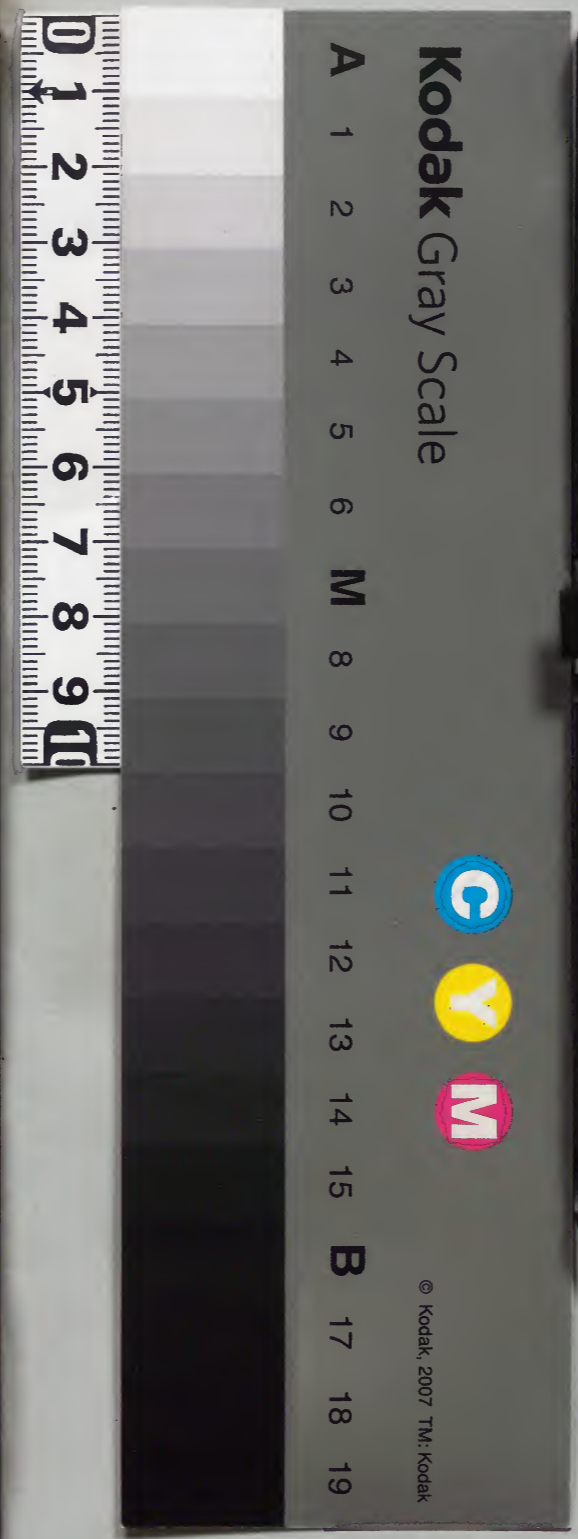 Kodak Gray Scale
C Y M
© Kodak, 2007 TM: Kodak
A 1 2 3 4 5 6 M 8 9 10 11 12 13 14 15 B 17 18 19
0 1 2 3 4 5 6 7 8 9 10